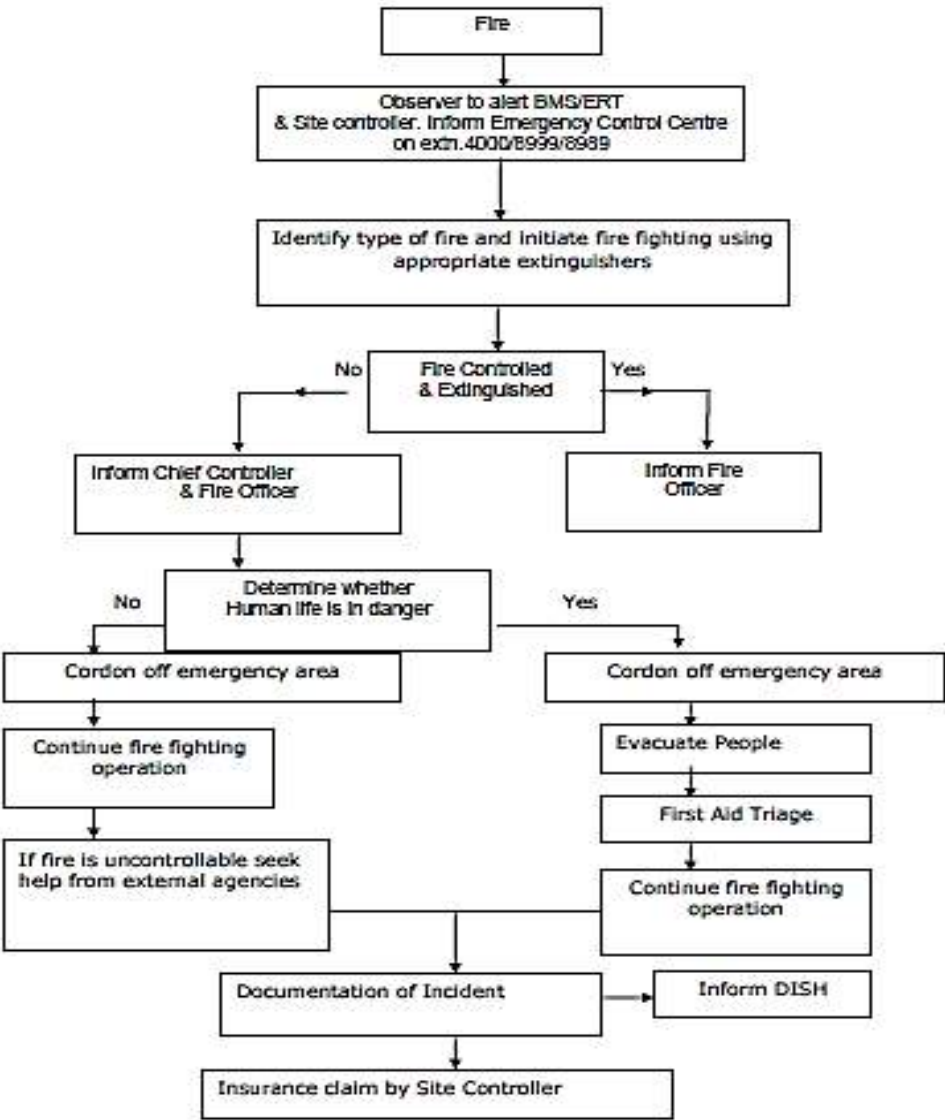 Fire
Observer to alert BMS/ERT
& Site controller. Inform Emergency Control Centre
on extn.4000/8999/8989
Identify type of fire and initiate fire fighting using
appropriate extinguishers
No
Fire Controlled
& Extinguished
Yes
Inform Chief Controller
& Fire Officer
Inform Fire
Officer
No
Determine whether
Human life is in danger
Yes
Cordon off emergency area
Cordon off emergency area
Continue fire fighting
operation
Evacuate People
First Aid Triage
If fire is uncontrollable seek
help from external agencies
Continue fire fighting
operation
Documentation of Incident
Inform DISH
Insurance claim by Site Controller